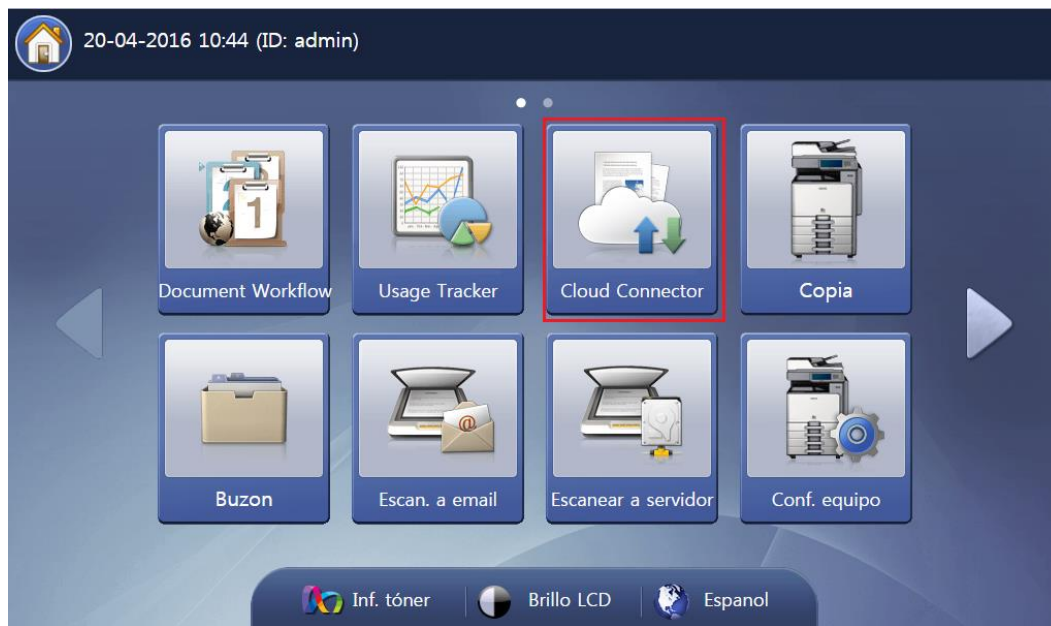 20-04-2016 10:44 (ID: admin)
Document Workflow
Usage Tracker
Cloud Connector
Copia
Buzon
Escan. a email
Escanear a servidor
Conf. equipo
Inf. tóner
Brillo LCD
Espanol